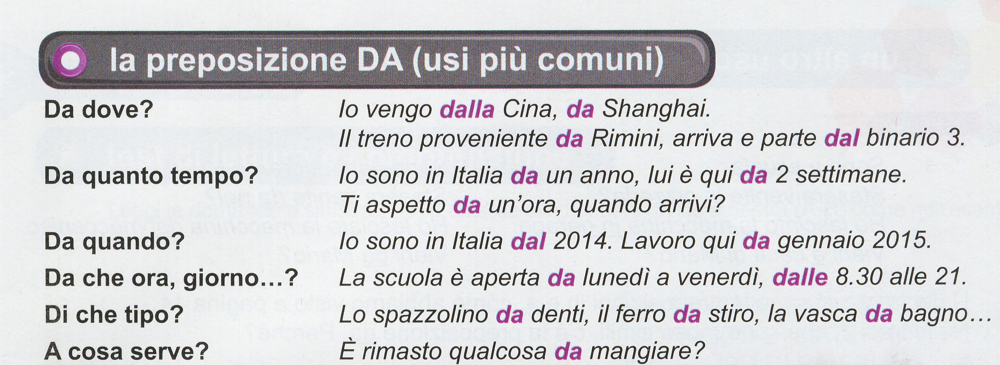 la preposizione DA (usi più comuni)
Da dove? Io vengo dalla Cina, da Shanghai.
Il treno proveniente da Rimini, arriva e parte dal binario 3.
Da quanto tempo? Io sono in Italia da un anno, lui è qui da 2 settimane.
Ti aspetto da un'ora, quando arrivi?
Da quando? Io sono in Italia dal 2014. Lavoro qui da gennaio 2015.
Da che ora, giorno...? La scuola è aperta da lunedì a venerdì, dalle 8.30 alle 21.
Di che tipo? Lo spazzolino da denti, il ferro da stiro, la vasca da bagno...
A cosa serve? È rimasto qualcosa da mangiare?